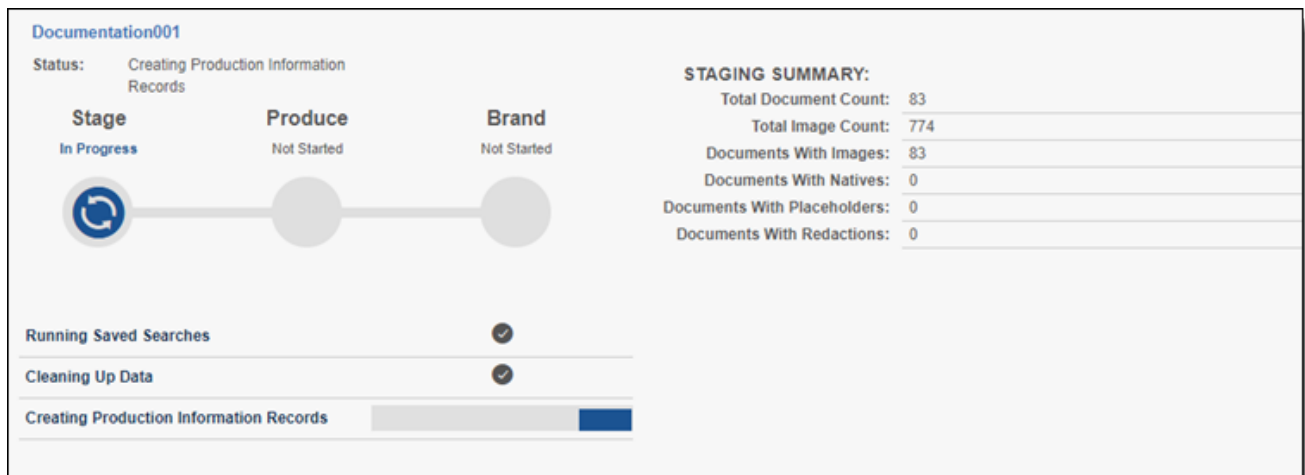 Documentation001
Status: Creating Production Information
Records
Stage Produce Brand
In Progress Not Started Not Started
Running Saved Searches
Cleaning Up Data
Creating Production Information Records
STAGING SUMMARY:
Total Document Count: 83
Total Image Count: 774
Documents With Images: 83
Documents With Natives: 0
Documents With Placeholders: 0
Documents With Redactions: 0